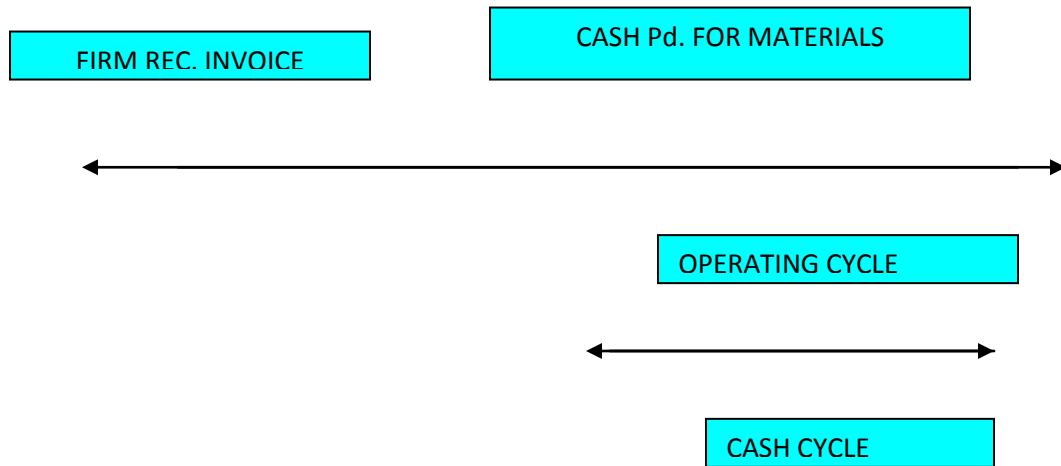 FIRM REC. INVOICE
CASH Pd. FOR MATERIALS
OPERATING CYCLE
CASH CYCLE